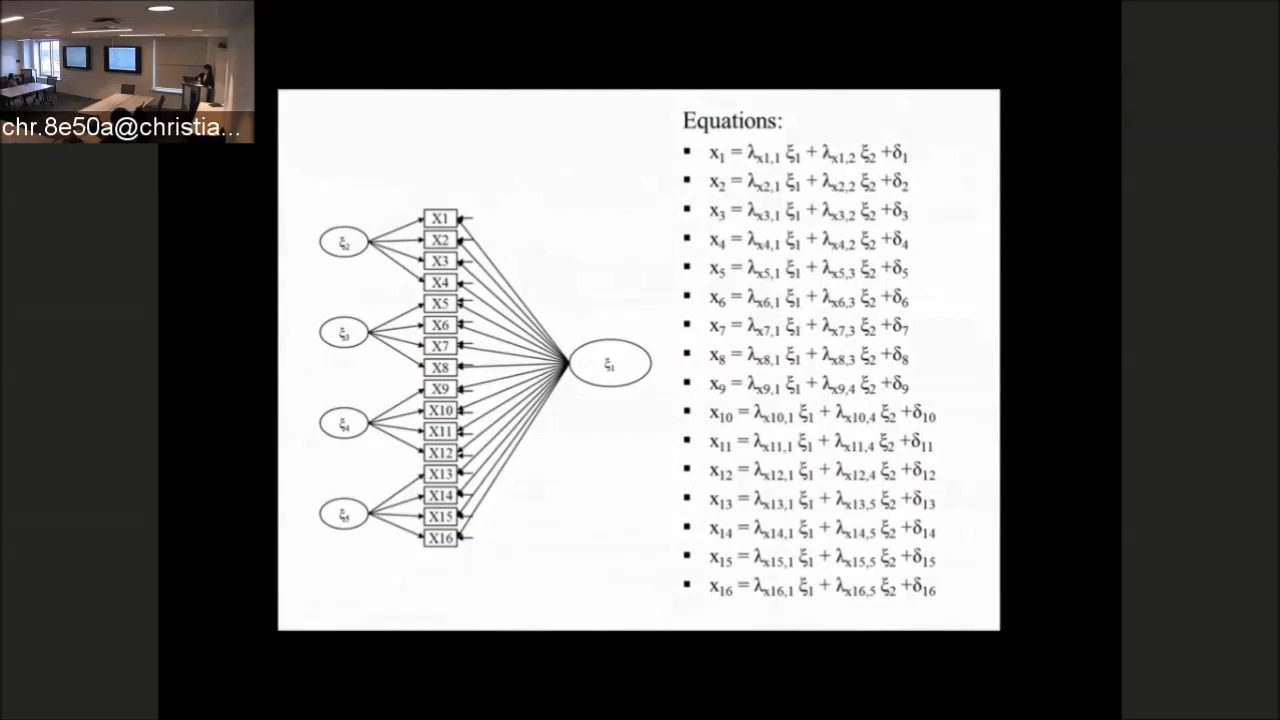 chr.8e50a@christia...
Equations:
▪ x₁ = λₓ₁,₁ ξ₁ + λₓ₁,₂ ξ₂ +δ₁
▪ x₂ = λₓ₂,₁ ξ₁ + λₓ₂,₂ ξ₂ +δ₂
▪ x₃ = λₓ₃,₁ ξ₁ + λₓ₃,₂ ξ₂ +δ₃
▪ x₄ = λₓ₄,₁ ξ₁ + λₓ₄,₂ ξ₂ +δ₄
▪ x₅ = λₓ₅,₁ ξ₁ + λₓ₅,₃ ξ₂ +δ₅
▪ x₆ = λₓ₆,₁ ξ₁ + λₓ₆,₃ ξ₂ +δ₆
▪ x₇ = λₓ₇,₁ ξ₁ + λₓ₇,₃ ξ₂ +δ₇
▪ x₈ = λₓ₈,₁ ξ₁ + λₓ₈,₃ ξ₂ +δ₈
▪ x₉ = λₓ₉,₁ ξ₁ + λₓ₉,₄ ξ₂ +δ₉
▪ x₁₀ = λₓ₁₀,₁ ξ₁ + λₓ₁₀,₄ ξ₂ +δ₁₀
▪ x₁₁ = λₓ₁₁,₁ ξ₁ + λₓ₁₁,₄ ξ₂ +δ₁₁
▪ x₁₂ = λₓ₁₂,₁ ξ₁ + λₓ₁₂,₄ ξ₂ +δ₁₂
▪ x₁₃ = λₓ₁₃,₁ ξ₁ + λₓ₁₃,₅ ξ₂ +δ₁₃
▪ x₁₄ = λₓ₁₄,₁ ξ₁ + λₓ₁₄,₅ ξ₂ +δ₁₄
▪ x₁₅ = λₓ₁₅,₁ ξ₁ + λₓ₁₅,₅ ξ₂ +δ₁₅
▪ x₁₆ = λₓ₁₆,₁ ξ₁ + λₓ₁₆,₅ ξ₂ +δ₁₆
X1
X2
ξ₂
X3
X4
X5
X6
ξ₃
X7
X8
ξ₁
X9
X10
ξ₄
X11
X12
X13
X14
ξ₅
X15
X16